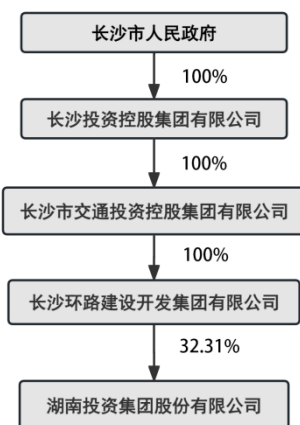 长沙市人民政府
100%
长沙投资控股集团有限公司
100%
长沙市交通投资控股集团有限公司
100%
长沙环路建设开发集团有限公司
32.31%
湖南投资集团股份有限公司